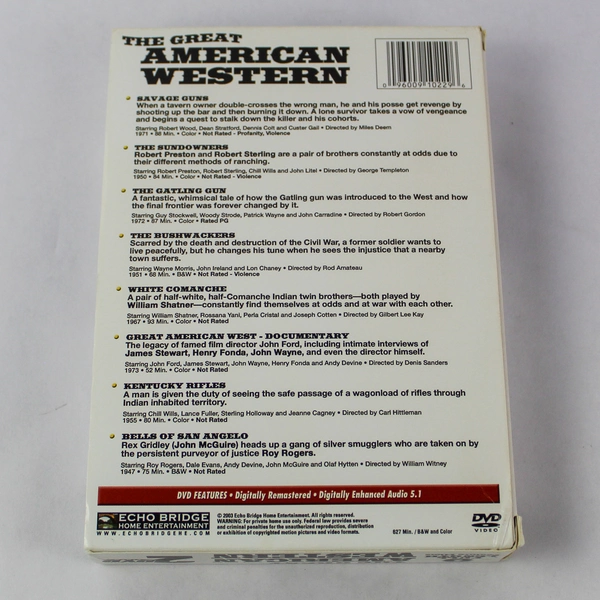 THE GREAT
AMERICAN
WESTERN
0 96009 10229 6
SAVAGE GUNS
When a tavern owner double-crosses the wrong man, he and his posse get revenge by
shooting up the bar and then burning it down. A lone survivor takes a vow of vengeance
and begins a quest to stalk down the killer and his cohorts.
Starring Robert Wood, Dean Stratford, Dennis Colt and Custer Gail • Directed by Miles Deem
1971 • 86 Min. • Color • Not Rated - Profanity, Violence
THE SUNDOWNERS
Robert Preston and Robert Sterling are a pair of brothers constantly at odds due to
their different methods of ranching.
Starring Robert Preston, Robert Sterling, Chill Wills and John Litel • Directed by George Templeton
1950 • 84 Min. • Color • Not Rated - Violence
THE GATLING GUN
A fantastic, whimsical tale of how the Gatling gun was introduced to the West and how
the final frontier was forever changed by it.
Starring Guy Stockwell, Woody Strode, Patrick Wayne and John Carradine • Directed by Robert Gordon
1972 • 87 Min. • Color • Rated PG
THE BUSHWACKERS
Scarred by the death and destruction of the Civil War, a former soldier wants to
live peacefully, but he changes his tune when he sees the injustice that a nearby
town suffers.
Starring Wayne Morris, John Ireland and Lon Chaney • Directed by Rod Amateau
1951 • 68 Min. • B&W • Not Rated - Violence
WHITE COMANCHE
A pair of half-white, half-Comanche Indian twin brothers—both played by
William Shatner—constantly find themselves at odds and at war with each other.
Starring William Shatner, Rossana Yani, Perla Cristal and Joseph Cotten • Directed by Gilbert Lee Kay
1967 • 93 Min. • Color • Not Rated
GREAT AMERICAN WEST - DOCUMENTARY
The legacy of famed film director John Ford, including intimate interviews of
James Stewart, Henry Fonda, John Wayne, and even the director himself.
Starring John Ford, James Stewart, John Wayne, Henry Fonda and Andy Devine • Directed by Denis Sanders
1973 • 52 Min. • Color • Not Rated
KENTUCKY RIFLES
A man is given the duty of seeing the safe passage of a wagonload of rifles through
Indian inhabited territory.
Starring Chill Wills, Lance Fuller, Sterling Holloway and Jeanne Cagney • Directed by Carl Hittleman
1955 • 80 Min. • Color • Not Rated
BELLS OF SAN ANGELO
Rex Gridley (John McGuire) heads up a gang of silver smugglers who are taken on by
the persistent purveyor of justice Roy Rogers.
Starring Roy Rogers, Dale Evans, Andy Devine, John McGuire and Olaf Hytten • Directed by William Witney
1947 • 75 Min. • B&W • Not Rated
DVD FEATURES • Digitally Remastered • Digitally Enhanced Audio 5.1
ECHO BRIDGE
HOME ENTERTAINMENT
WWW.ECHOBRIDGEHE.COM
© 2003 Echo Bridge Home Entertainment. All rights reserved.
WARNING: For private home use only. Federal law provides severe
and criminal penalties for the unauthorized reproduction, distribution
or exhibition of copyrighted motion pictures and video formats.
627 Min. / B&W and Color
DVD
VIDEO
AMERICAN
WESTERN